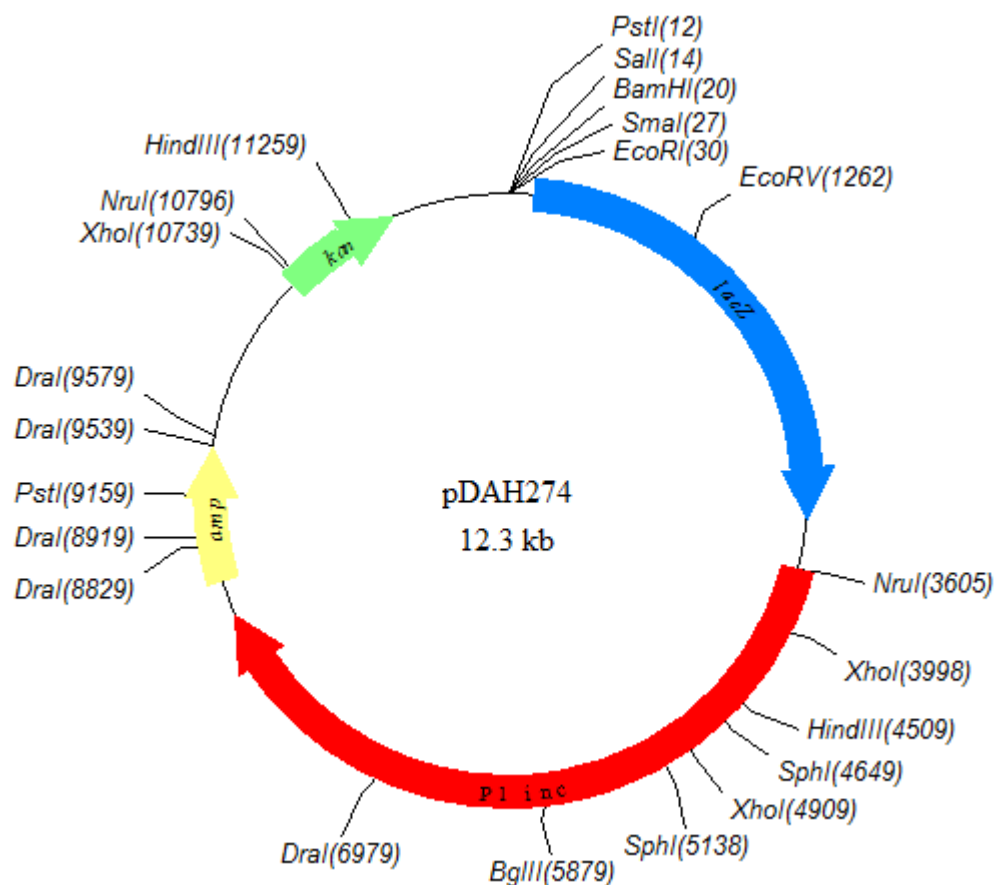 PstI(12)
SalI(14)
BamHI(20)
SmaI(27)
EcoRI(30)
HindIII(11259)
EcoRV(1262)
NruI(10796)
XhoI(10739)
kan
lacZ
DraI(9579)
DraI(9539)
PstI(9159)
amp
DraI(8919)
DraI(8829)
pDAH274
12.3 kb
NruI(3605)
XhoI(3998)
HindIII(4509)
SphI(4649)
XhoI(4909)
P1 inc
SphI(5138)
DraI(6979)
BglII(5879)